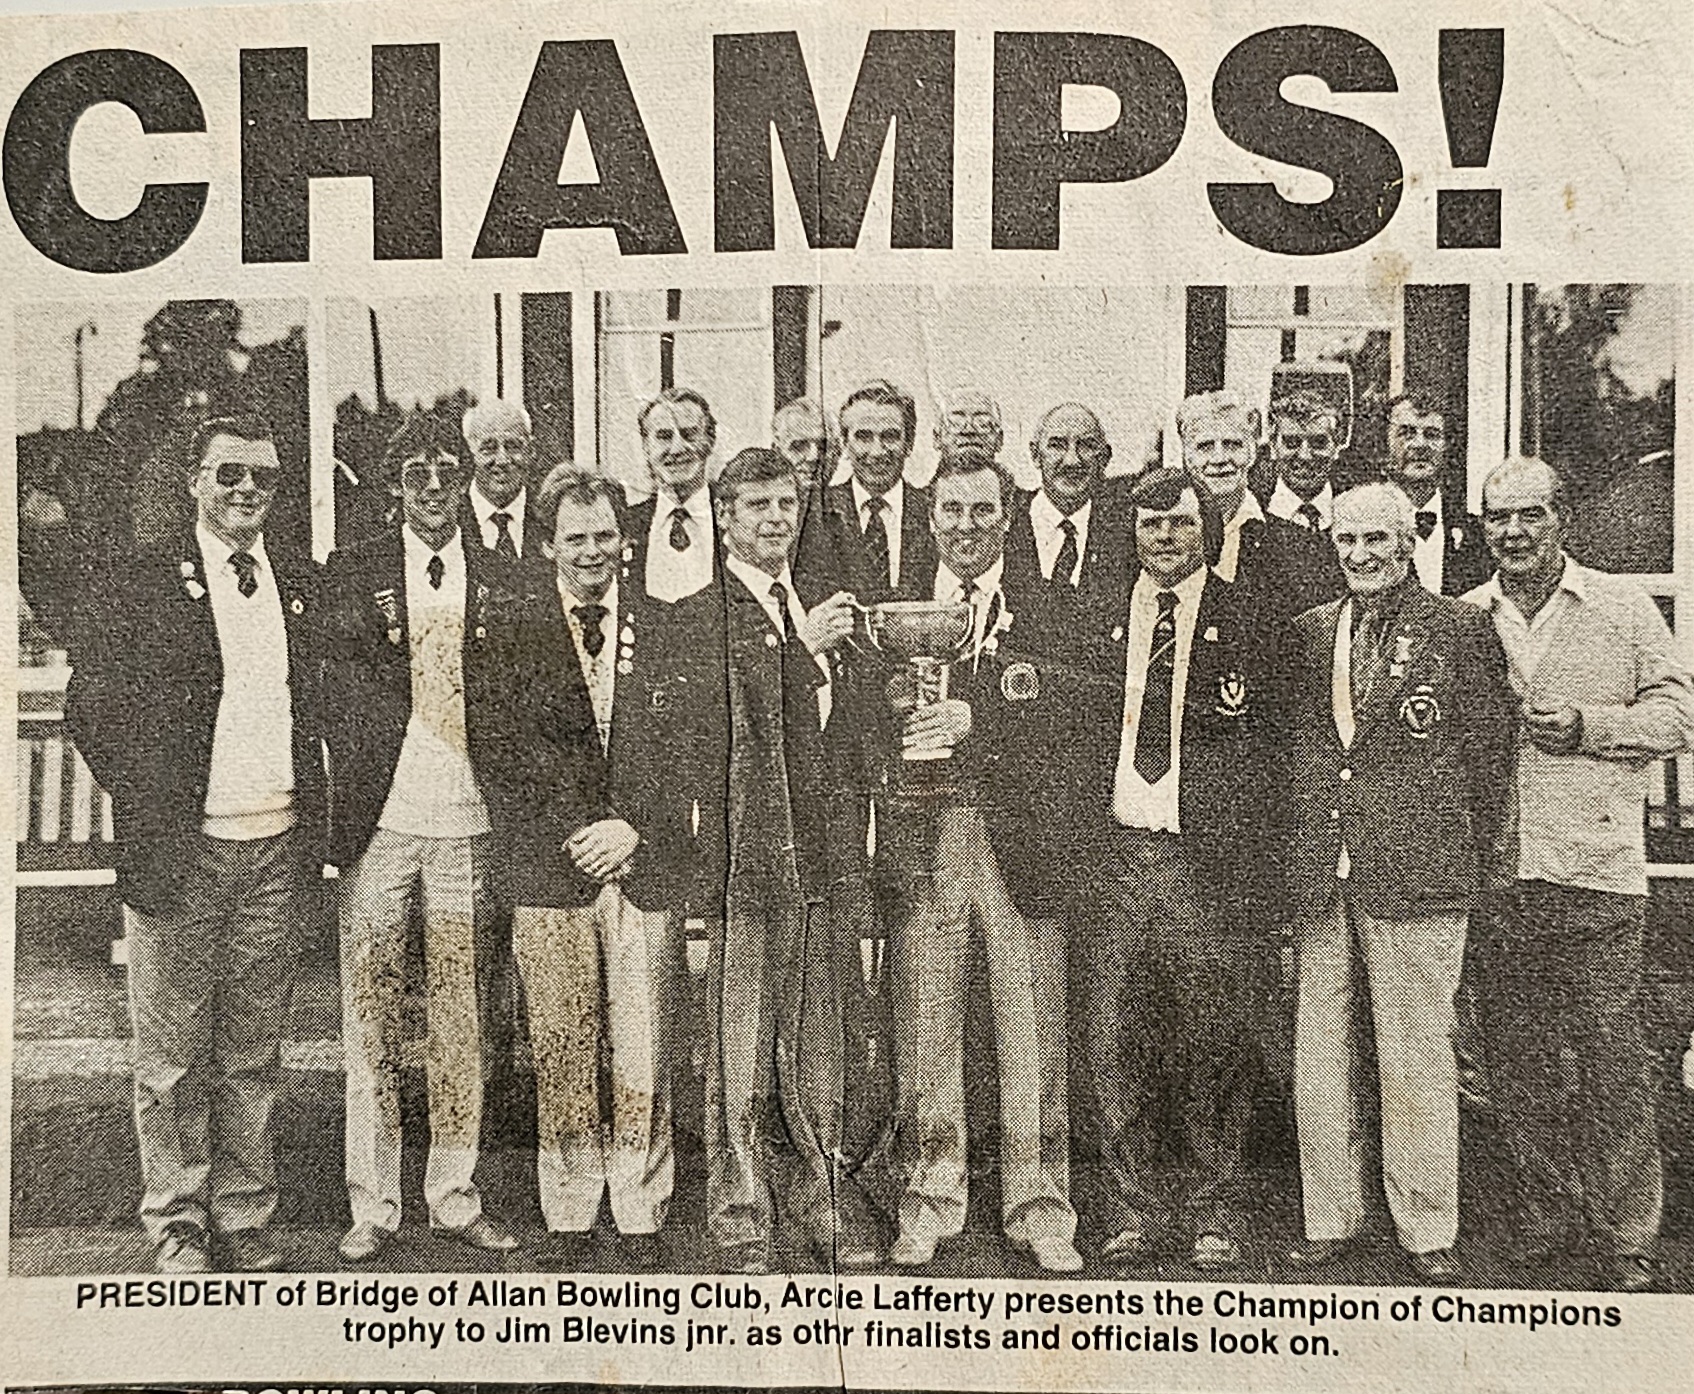 CHAMPS!
PRESIDENT of Bridge of Allan Bowling Club, Arcie Lafferty presents the Champion of Champions
trophy to Jim Blevins jnr. as othr finalists and officials look on.
BOWLING